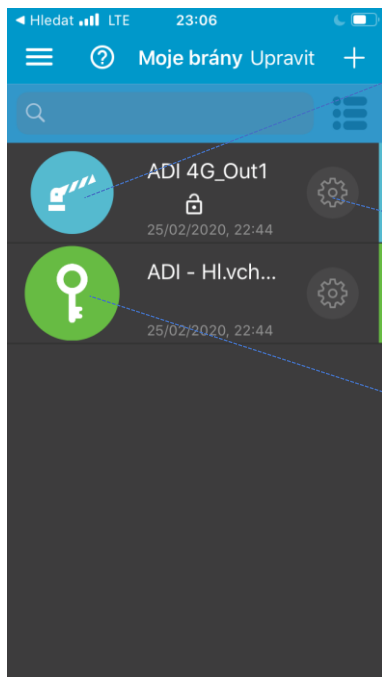 Hledat LTE 23:06
Moje brány Upravit
ADI 4G_Out1
25/02/2020, 22:44
ADI - Hl.vch...
25/02/2020, 22:44